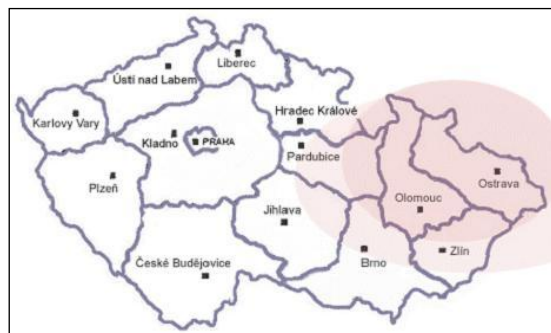 Liberec
Ústí nad Labem
Hradec Králové
Karlovy Vary
Kladno
PRAHA
Pardubice
Plzeň
Ostrava
Olomouc
Jihlava
České Budějovice
Brno
Zlín